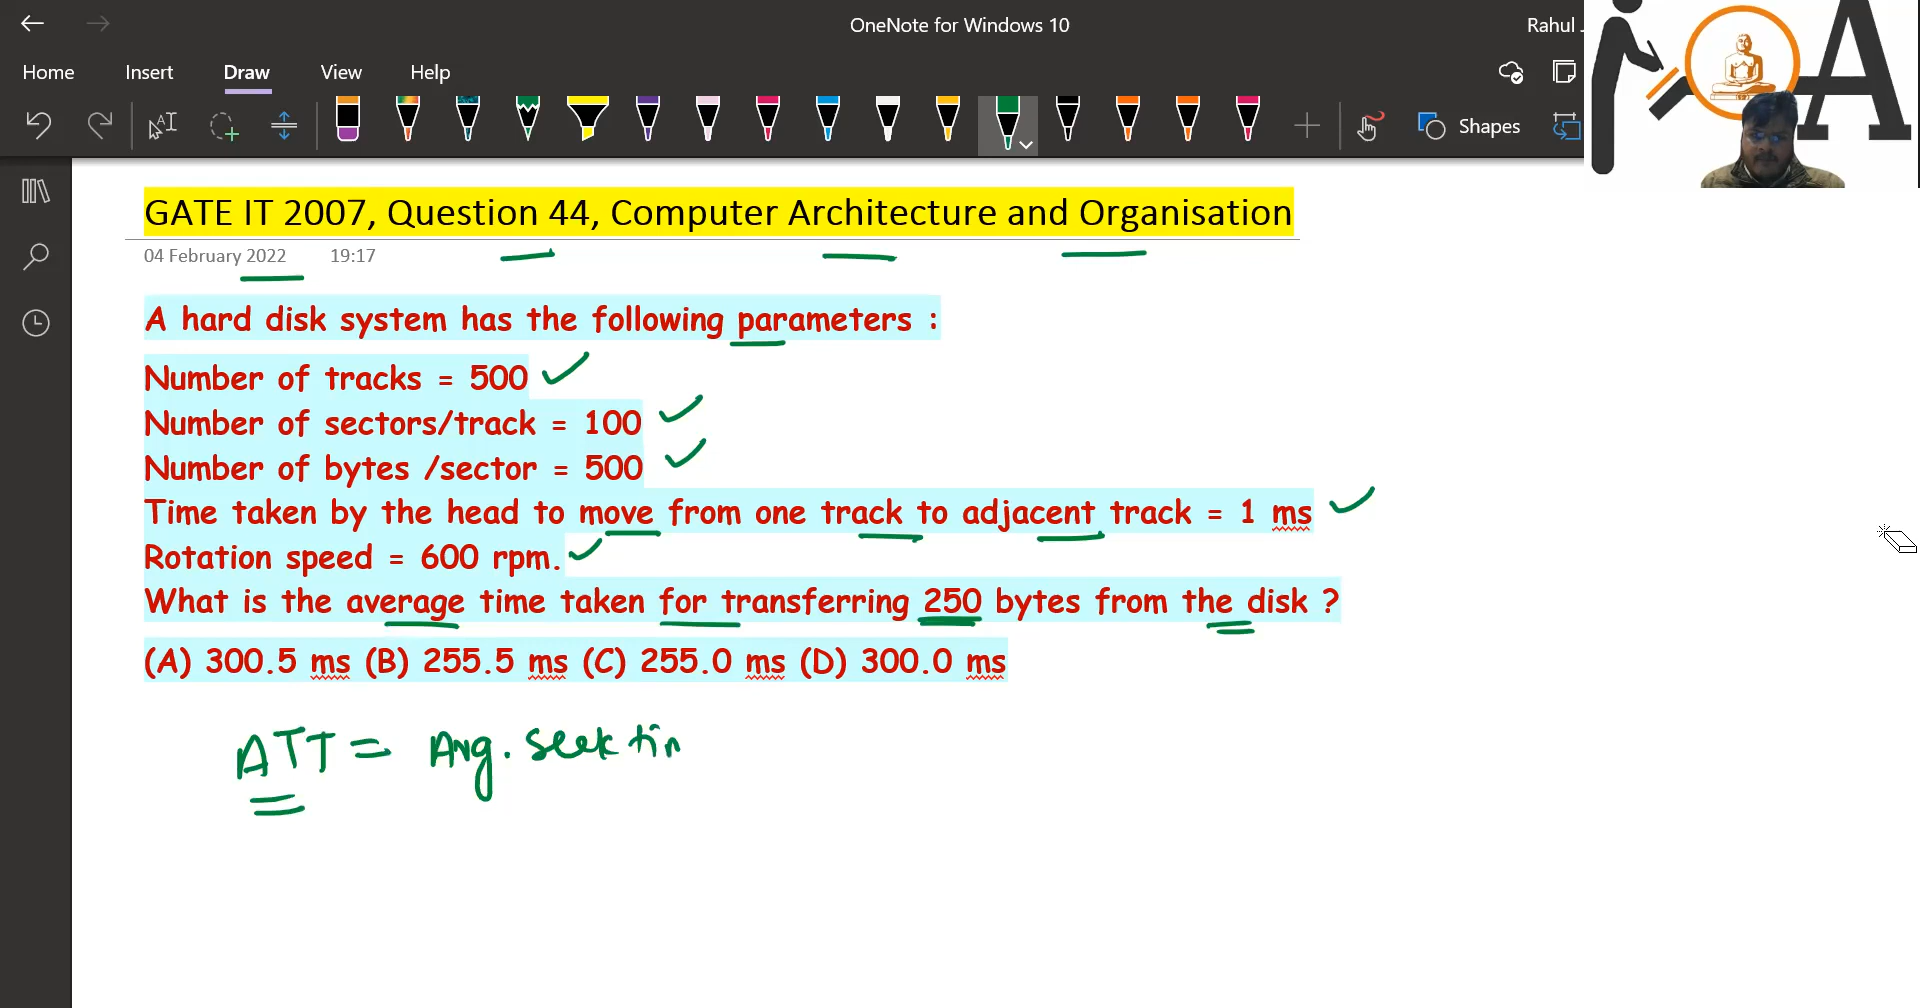 OneNote for Windows 10
Rahul
Home Insert Draw View Help
Shapes
GATE IT 2007, Question 44, Computer Architecture and Organisation
04 February 2022 19:17
A hard disk system has the following parameters :
Number of tracks = 500
Number of sectors/track = 100
Number of bytes /sector = 500
Time taken by the head to move from one track to adjacent track = 1 ms
Rotation speed = 600 rpm.
What is the average time taken for transferring 250 bytes from the disk ?
(A) 300.5 ms (B) 255.5 ms (C) 255.0 ms (D) 300.0 ms
ATT = Avg. Seek tin